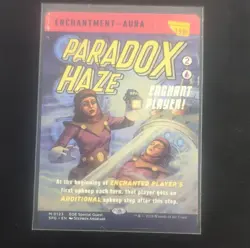 ENCHANTMENT—AURA
PARADOX
HAZE
2
ENCHANT
PLAYER!
At the beginning of ENCHANTED PLAYER'S
first upkeep each turn, that player gets an
ADDITIONAL upkeep step after this step.